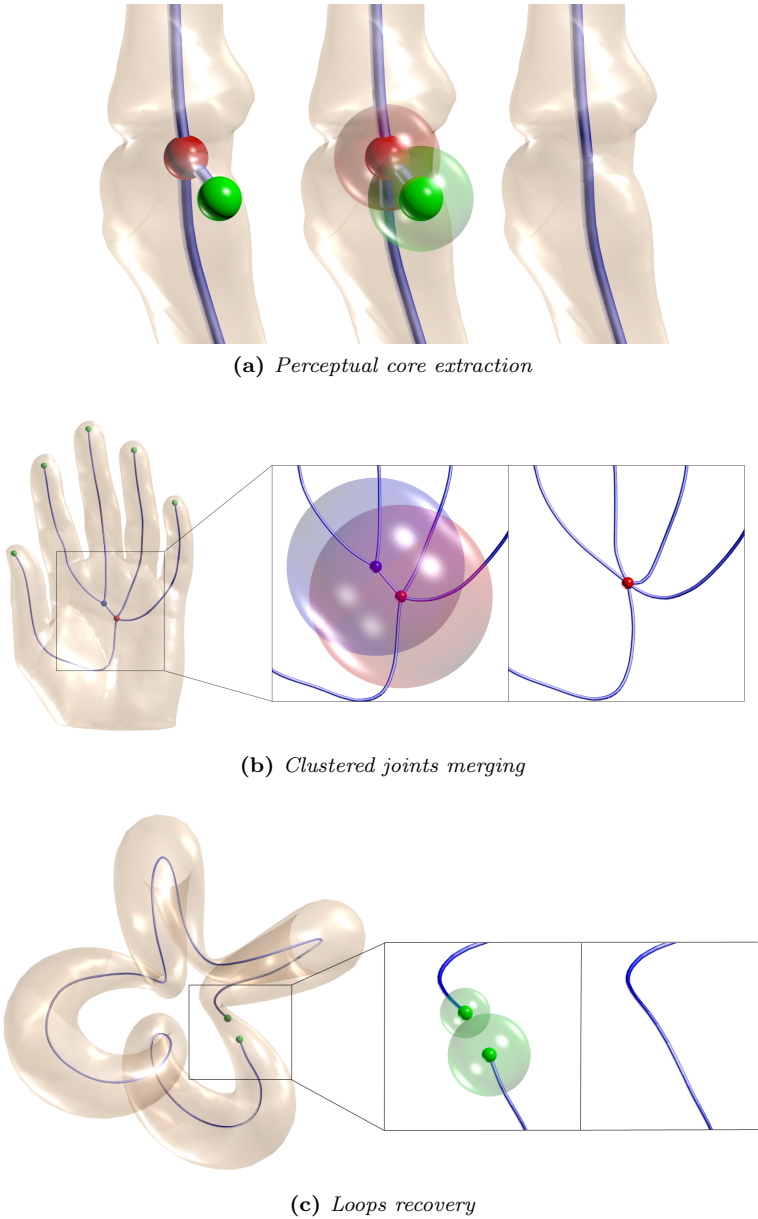 (a) Perceptual core extraction
(b) Clustered joints merging
(c) Loops recovery